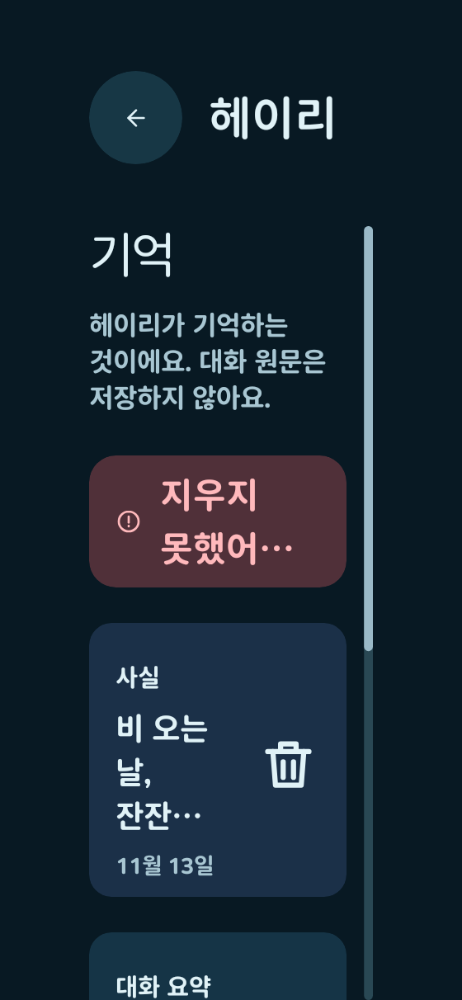 헤이리
기억
헤이리가 기억하는
것이에요. 대화 원문은
저장하지 않아요.
지우지
못했어…
사실
비 오는
날,
잔잔…
11월 13일
대화 요약